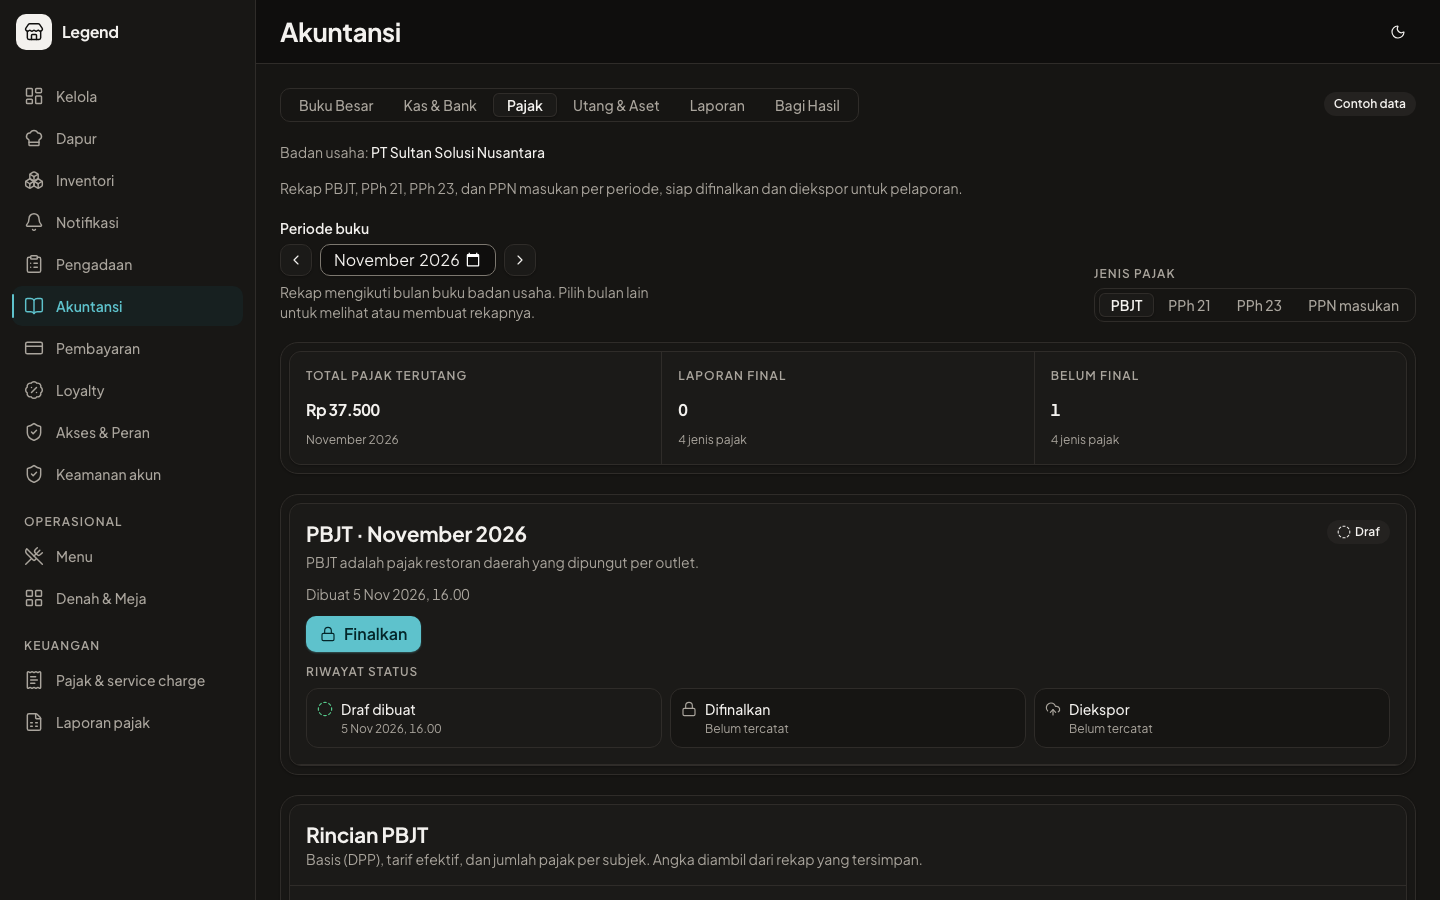 Legend
Akuntansi
Kelola
Dapur
Inventori
Notifikasi
Pengadaan
Akuntansi
Pembayaran
Loyalty
Akses & Peran
Keamanan akun
OPERASIONAL
Menu
Denah & Meja
KEUANGAN
Pajak & service charge
Laporan pajak
Buku Besar Kas & Bank Pajak Utang & Aset Laporan Bagi Hasil
Contoh data
Badan usaha: PT Sultan Solusi Nusantara
Rekap PBJT, PPh 21, PPh 23, dan PPN masukan per periode, siap difinalkan dan diekspor untuk pelaporan.
Periode buku
November 2026
Rekap mengikuti bulan buku badan usaha. Pilih bulan lain
untuk melihat atau membuat rekapnya.
JENIS PAJAK
PBJT PPh 21 PPh 23 PPN masukan
TOTAL PAJAK TERUTANG
Rp 37.500
November 2026
LAPORAN FINAL
0
4 jenis pajak
BELUM FINAL
1
4 jenis pajak
PBJT · November 2026
Draf
PBJT adalah pajak restoran daerah yang dipungut per outlet.
Dibuat 5 Nov 2026, 16.00
Finalkan
RIWAYAT STATUS
Draf dibuat
5 Nov 2026, 16.00
Difinalkan
Belum tercatat
Diekspor
Belum tercatat
Rincian PBJT
Basis (DPP), tarif efektif, dan jumlah pajak per subjek. Angka diambil dari rekap yang tersimpan.